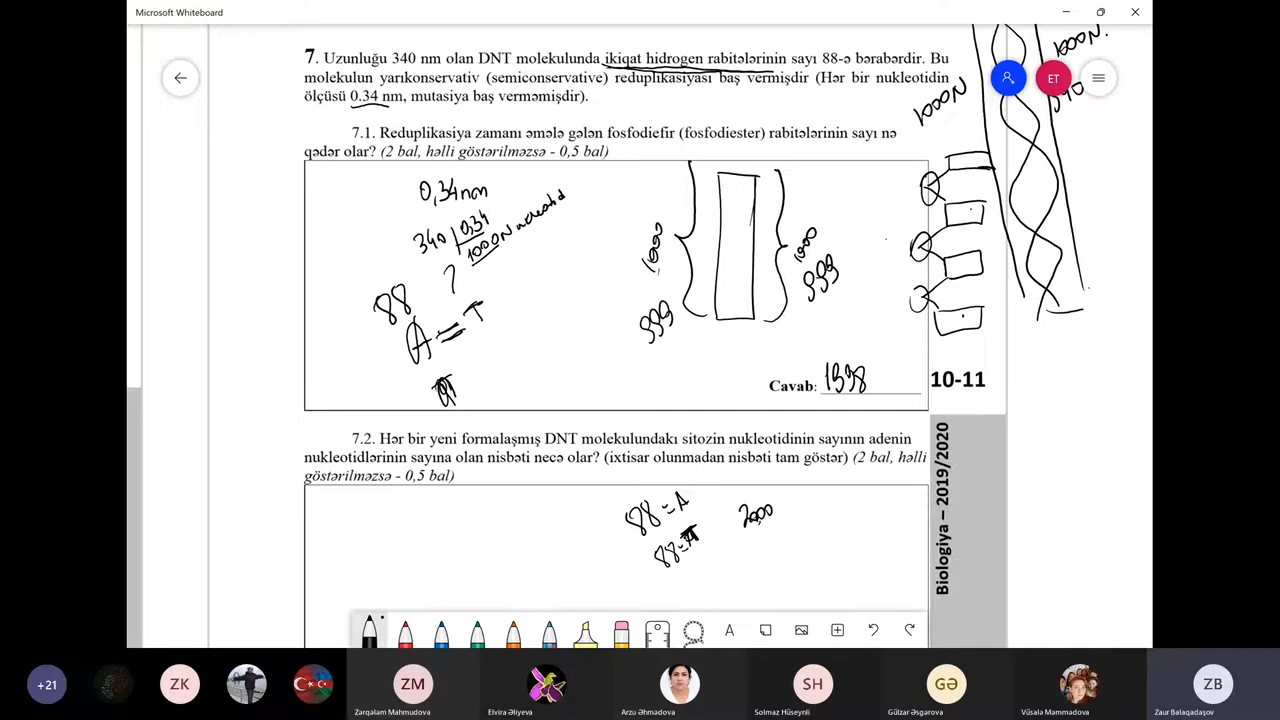 Microsoft Whiteboard
7. Uzunluğu 340 nm olan DNT molekulunda ikiqat hidrogen rabitələrinin sayı 88-ə bərabərdir. Bu
molekulun yarıkonservativ (semiconservative) reduplikasiyası baş vermişdir (Hər bir nukleotidin
ölçüsü 0.34 nm, mutasiya baş verməmişdir).
1000N.
1000N
7.1. Reduplikasiya zamanı əmələ gələn fosfodiefir (fosfodiester) rabitələrinin sayı nə
qədər olar? (2 bal, həlli göstərilməzsə - 0,5 bal)
0,34nm
340 0,34
1000N nukleotid
?
88
A = T
1000
999
1000
999
Cavab: 1998
10-11
7.2. Hər bir yeni formalaşmış DNT molekulundakı sitozin nukleotidinin sayının adenin
nukleotidlərinin sayına olan nisbəti necə olar? (ixtisar olunmadan nisbəti tam göstər) (2 bal, həlli
göstərilməzsə - 0,5 bal)
88=A
88=T
2000
Biologiya – 2019/2020
ET
+21
ZK
ZM
Zərqələm Mahmudova
Elvira Əliyeva
Arzu Əhmədova
SH
Solmaz Hüseynli
GƏ
Gülzar Əsgərova
Vüsalə Məmmədova
ZB
Zaur Balaqadaşov